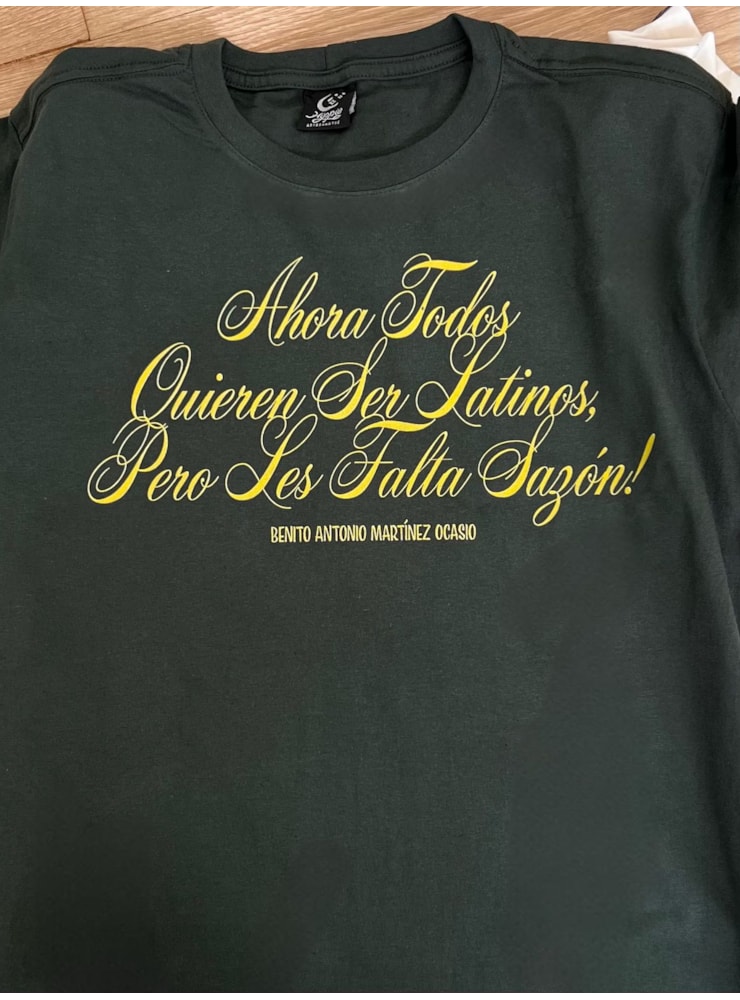 Ahora Todos
Quieren Ser Latinos,
Pero Les Falta Sazón!
BENITO ANTONIO MARTÍNEZ OCASIO